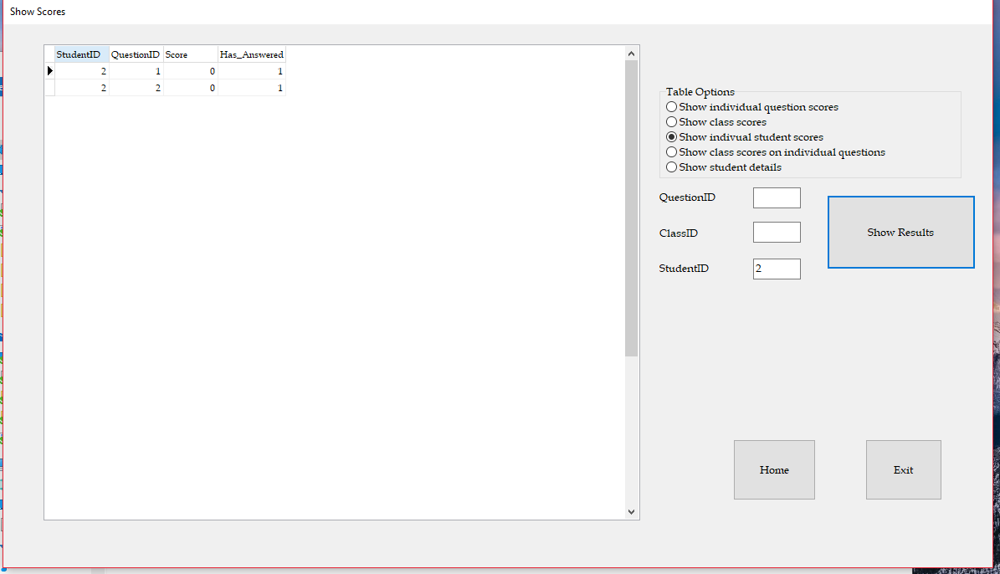 Show Scores
StudentID QuestionID Score Has_Answered
2 1 0 1
2 2 0 1
Table Options
Show individual question scores
Show class scores
Show indivual student scores
Show class scores on individual questions
Show student details
QuestionID
ClassID
StudentID 2
Show Results
Home Exit